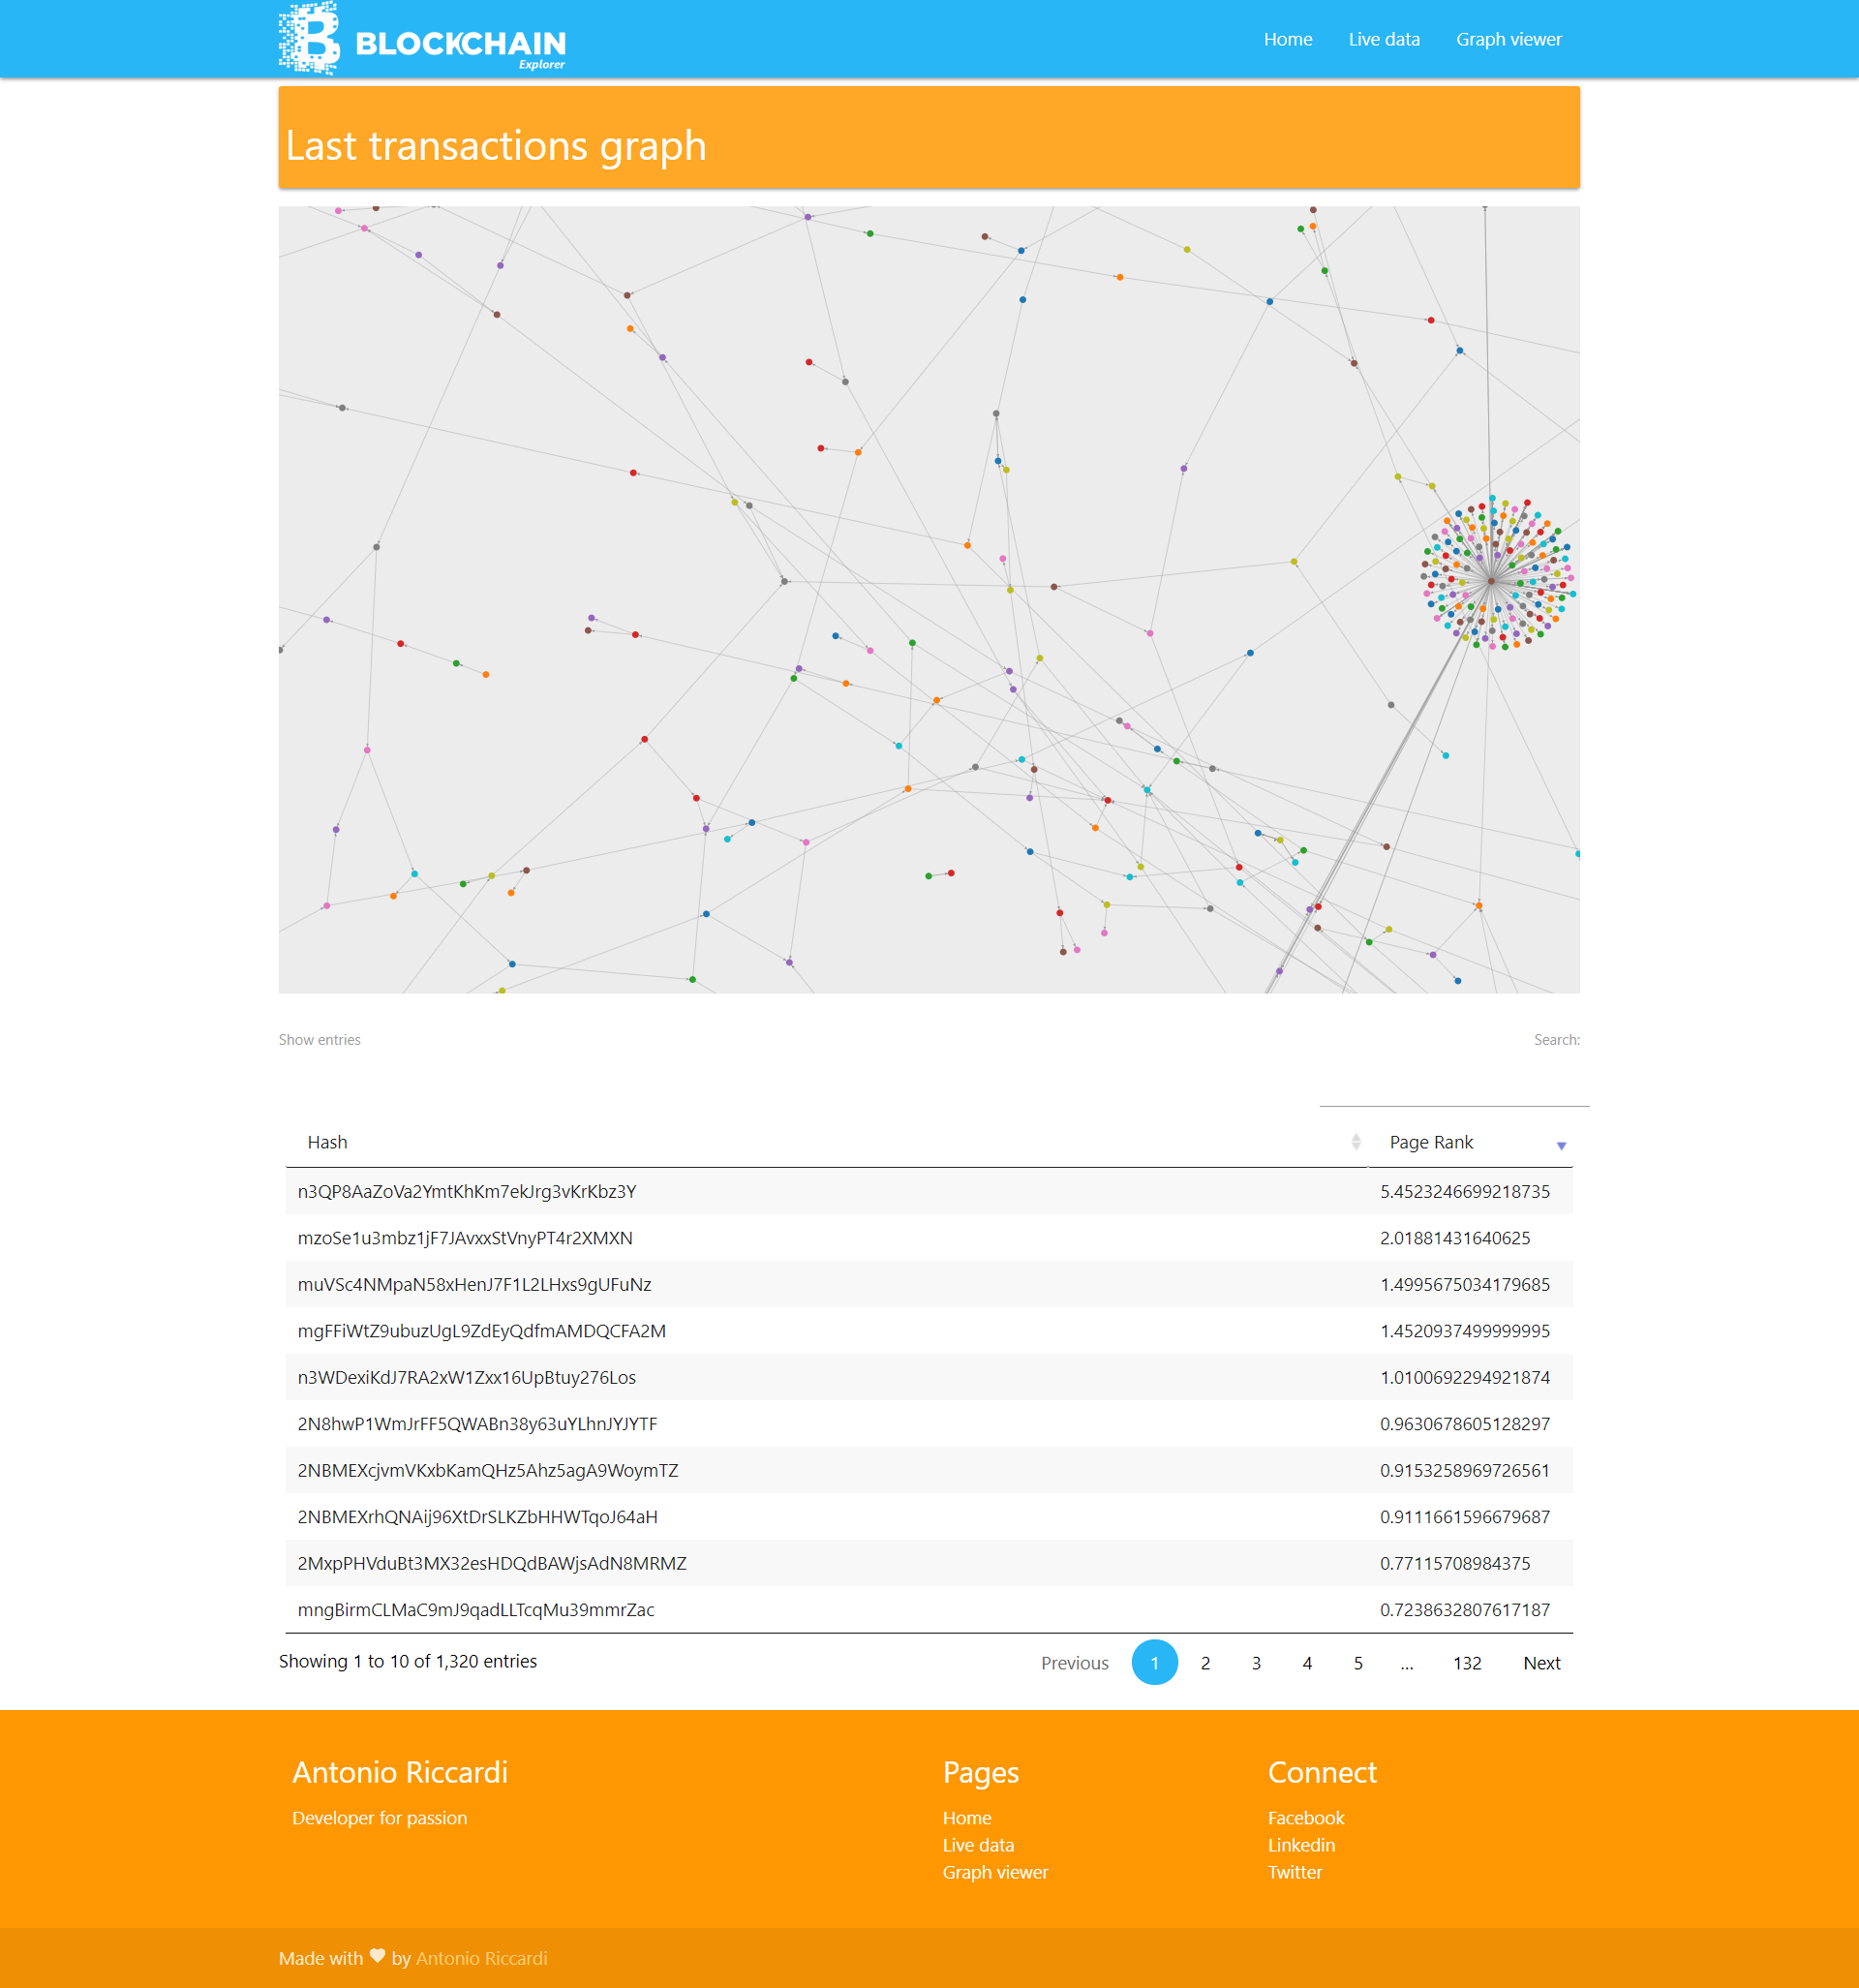 BLOCKCHAIN
Explorer
Home Live data Graph viewer
Last transactions graph
Show entries Search:
Hash Page Rank
n3QP8AaZoVa2YmtKhKm7ekJrg3vKrKbz3Y 5.4523246699218735
mzoSe1u3mbz1jF7JAvxxStVnyPT4r2XMXN 2.01881431640625
muVSc4NMpaN58xHenJ7F1L2LHxs9gUFuNz 1.4995675034179685
mgFFiWtZ9ubuzUgL9ZdEyQdfmAMDQCFA2M 1.4520937499999995
n3WDexiKdJ7RA2xW1Zxx16UpBtuy276Los 1.0100692294921874
2N8hwP1WmJrFF5QWABn38y63uYLhnJYJYTF 0.9630678605128297
2NBMEXcjvmVKxbKamQHz5Ahz5agA9WoymTZ 0.9153258969726561
2NBMEXrhQNAij96XtDrSLKZbHHWTqoJ64aH 0.9111661596679687
2MxpPHVduBt3MX32esHDQdBAWjsAdN8MRMZ 0.77115708984375
mngBirmCLMaC9mJ9qadLLTcqMu39mmrZac 0.7238632807617187
Showing 1 to 10 of 1,320 entries Previous 1 2 3 4 5 … 132 Next
Antonio Riccardi
Developer for passion
Pages
Home
Live data
Graph viewer
Connect
Facebook
Linkedin
Twitter
Made with ♥ by Antonio Riccardi